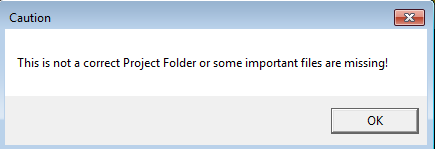 Caution
This is not a correct Project Folder or some important files are missing!
OK